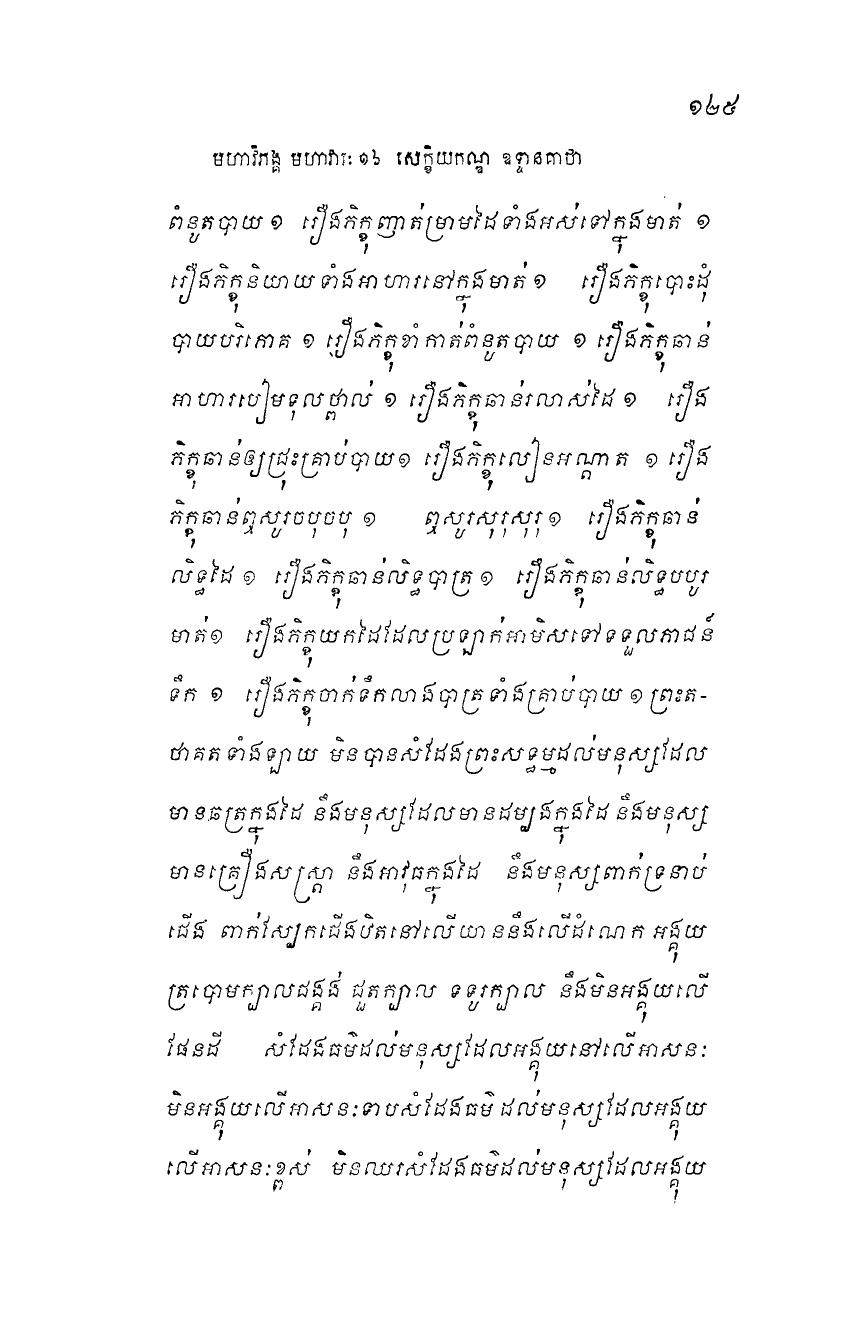 ១២៥
មហាវិភង្គ មហាវារៈ ១៦ សេក្ខិយកណ្ឌ ឧទ្ទានគាថា
ពំនូតបាយ ១ រឿងភិក្ខុញាត់ម្រាមដៃទាំងអស់ទៅក្នុងមាត់ ១
រឿងភិក្ខុនិយាយទាំងអាហារនៅក្នុងមាត់ ១ រឿងភិក្ខុបោះដុំ
បាយបរិភោគ ១ រឿងភិក្ខុខាំកាត់ពំនូតបាយ ១ រឿងភិក្ខុឆាន់
អាហារបៀមទុលថ្ពាល់ ១ រឿងភិក្ខុឆាន់រលាស់ដៃ ១ រឿង
ភិក្ខុឆាន់ឲ្យជ្រុះគ្រាប់បាយ ១ រឿងភិក្ខុលៀនអណ្តាត ១ រឿង
ភិក្ខុឆាន់ឮសូរចបុចបុ ១ ឮសូរសុរុសុរុ ១ រឿងភិក្ខុឆាន់
លិទ្ធដៃ ១ រឿងភិក្ខុឆាន់លិទ្ធបាត្រ ១ រឿងភិក្ខុឆាន់លិទ្ធបបូរ
មាត់ ១ រឿងភិក្ខុយកដៃដែលប្រឡាក់អាមិសទៅទទួលភាជន៍
ទឹក ១ រឿងភិក្ខុចាក់ទឹកលាងបាត្រទាំងគ្រាប់បាយ ១ ព្រះត-
ថាគតទាំងឡាយ មិនបានសំដែងព្រះសទ្ធម្មដល់មនុស្សដែល
មានឆត្រក្នុងដៃ នឹងមនុស្សដែលមានដម្បងក្នុងដៃ នឹងមនុស្ស
មានគ្រឿងសស្ត្រា នឹងអាវុធក្នុងដៃ នឹងមនុស្សពាក់ទ្រនាប់
ជើង ពាក់ស្បែកជើងឋិតនៅលើយាននឹងលើដំណេក អង្គុយ
ត្របោមក្បាលជង្គង់ ជួតក្បាល ទទូរក្បាល នឹងមិនអង្គុយលើ
ផែនដី សំដែងធម៌ដល់មនុស្សដែលអង្គុយនៅលើអាសនៈ
មិនអង្គុយលើអាសនៈទាបសំដែងធម៌ ដល់មនុស្សដែលអង្គុយ
លើអាសនៈខ្ពស់ មិនឈរសំដែងធម៌ដល់មនុស្សដែលអង្គុយ